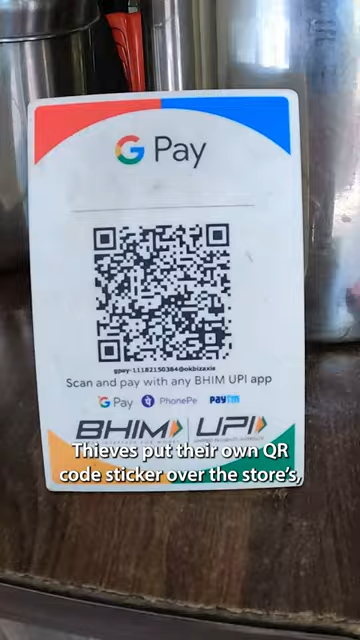 G Pay
gpay-11182150384@okbizaxis
Scan and pay with any BHIM UPI app
G Pay PhonePe paytm
BHIM UPI
Thieves put their own QR
code sticker over the store's,